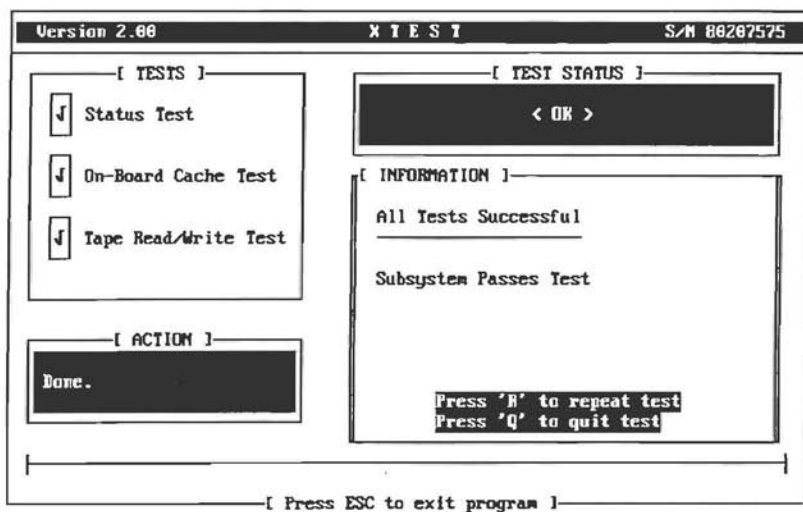 Version 2.00 X T E S T S/N 80207575
[ TESTS ]
√ Status Test
√ On-Board Cache Test
√ Tape Read/Write Test
[ TEST STATUS ]
< OK >
[ INFORMATION ]
All Tests Successful
Subsystem Passes Test
Press 'R' to repeat test
Press 'Q' to quit test
[ ACTION ]
Done.
[ Press ESC to exit program ]